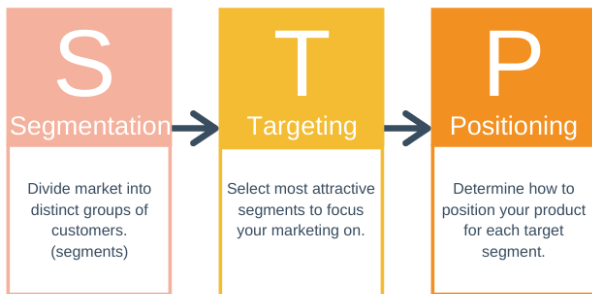 S
Segmentation
Divide market into
distinct groups of
customers.
(segments)
T
Targeting
Select most attractive
segments to focus
your marketing on.
P
Positioning
Determine how to
position your product
for each target
segment.